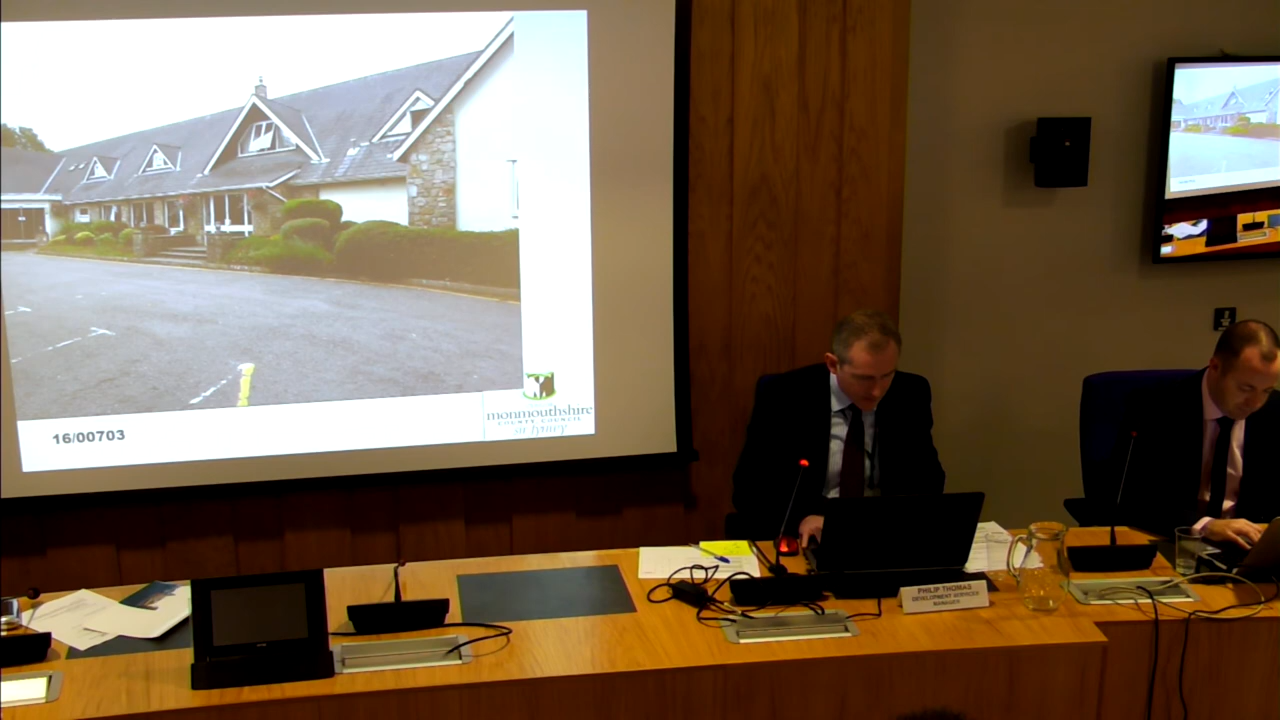 16/00703
monmouthshire
COUNTY COUNCIL
sir fynwy
PHILIP THOMAS
DEVELOPMENT SERVICES
MANAGER